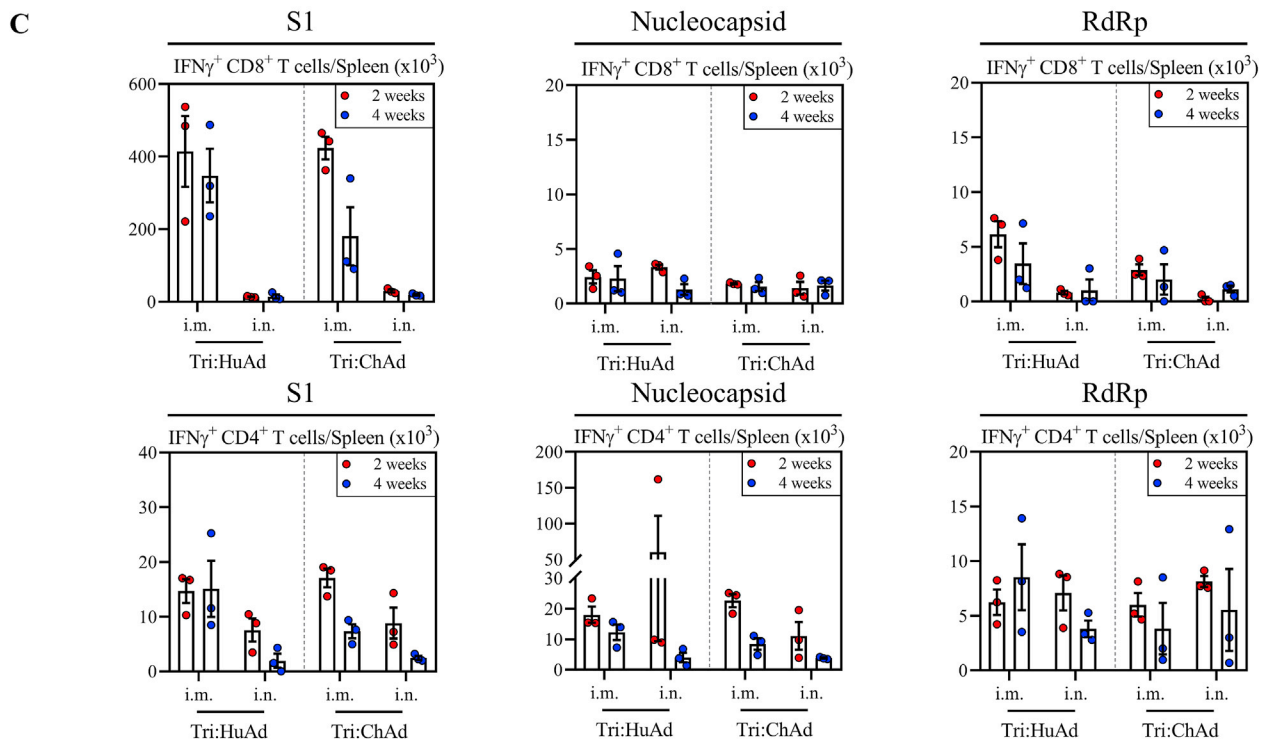 C
S1
IFNγ⁺ CD8⁺ T cells/Spleen (x10³)
600
400
200
0
2 weeks
4 weeks
i.m.
i.n.
i.m.
i.n.
Tri:HuAd
Tri:ChAd
Nucleocapsid
IFNγ⁺ CD8⁺ T cells/Spleen (x10³)
20
15
10
5
0
2 weeks
4 weeks
i.m.
i.n.
i.m.
i.n.
Tri:HuAd
Tri:ChAd
RdRp
IFNγ⁺ CD8⁺ T cells/Spleen (x10³)
20
15
10
5
0
2 weeks
4 weeks
i.m.
i.n.
i.m.
i.n.
Tri:HuAd
Tri:ChAd
S1
IFNγ⁺ CD4⁺ T cells/Spleen (x10³)
40
30
20
10
0
2 weeks
4 weeks
i.m.
i.n.
i.m.
i.n.
Tri:HuAd
Tri:ChAd
Nucleocapsid
IFNγ⁺ CD4⁺ T cells/Spleen (x10³)
200
150
100
50
30
20
10
0
2 weeks
4 weeks
i.m.
i.n.
i.m.
i.n.
Tri:HuAd
Tri:ChAd
RdRp
IFNγ⁺ CD4⁺ T cells/Spleen (x10³)
20
15
10
5
0
2 weeks
4 weeks
i.m.
i.n.
i.m.
i.n.
Tri:HuAd
Tri:ChAd